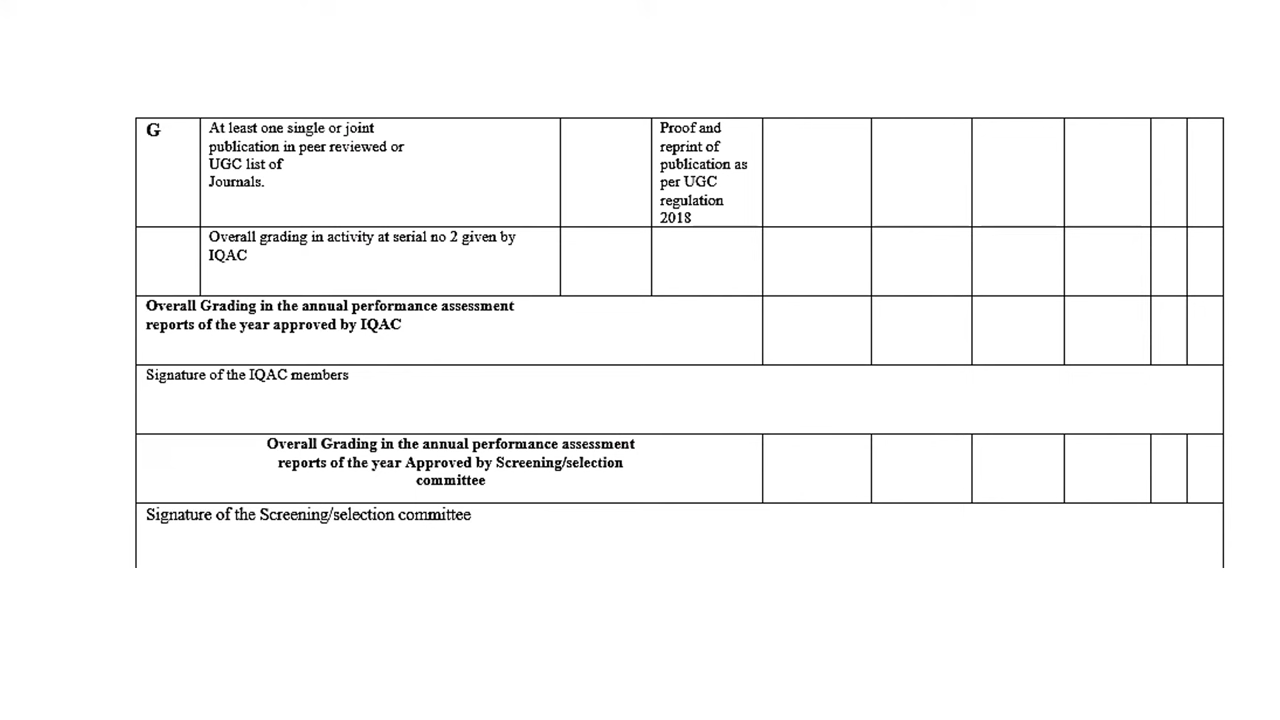 G
At least one single or joint
publication in peer reviewed or
UGC list of
Journals.
Proof and
reprint of
publication as
per UGC
regulation
2018
Overall grading in activity at serial no 2 given by
IQAC
Overall Grading in the annual performance assessment
reports of the year approved by IQAC
Signature of the IQAC members
Overall Grading in the annual performance assessment
reports of the year Approved by Screening/selection
committee
Signature of the Screening/selection committee